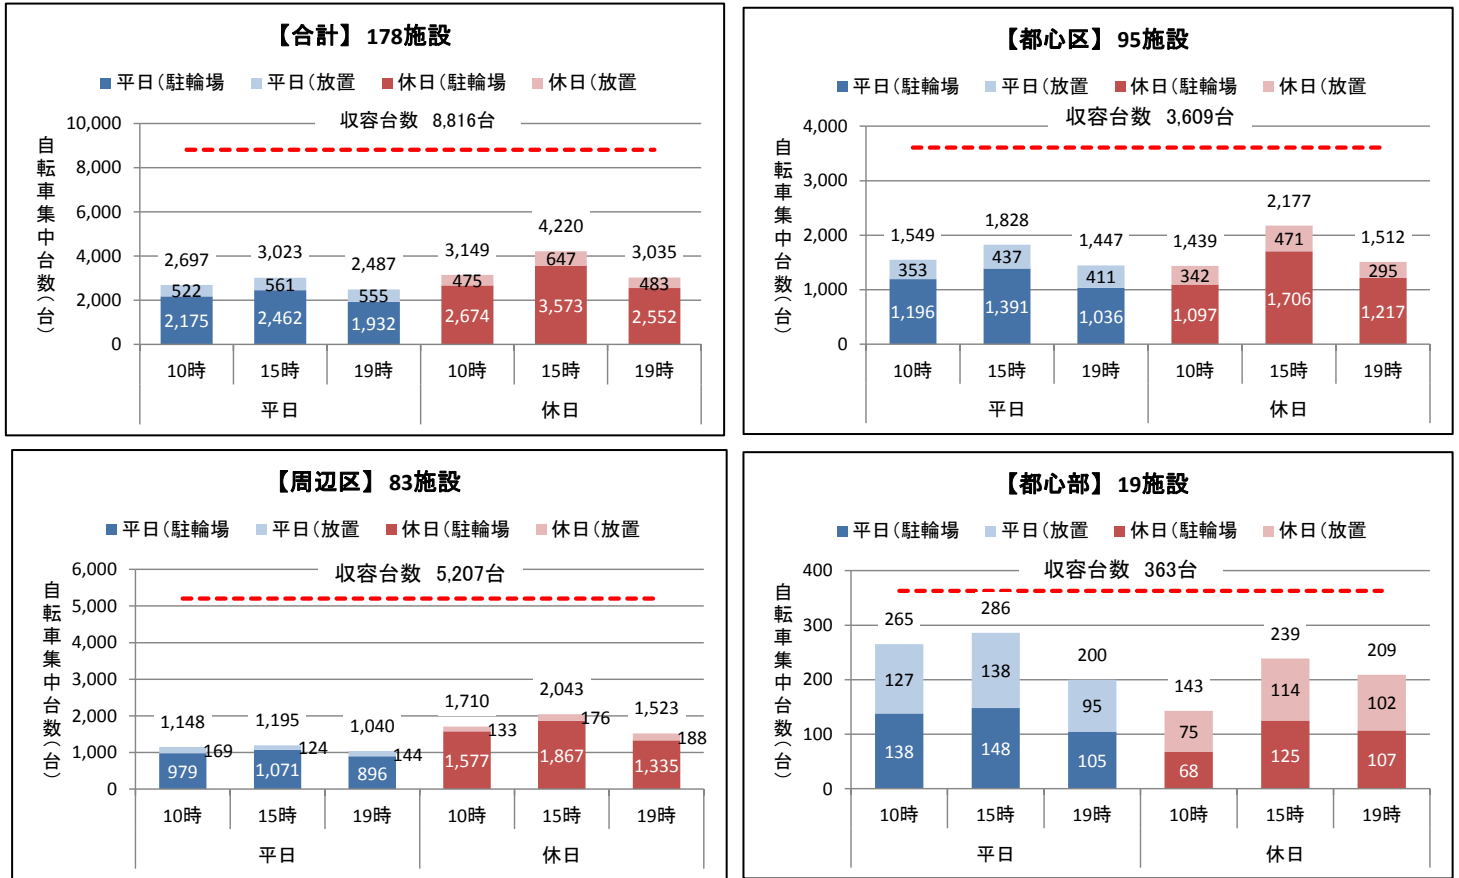 【合計】 178施設
平日(駐輪場 平日(放置 休日(駐輪場 休日(放置
収容台数 8,816台
自転車集中台数(台)
10,000
8,000
6,000
4,000
2,000
0
2,697 3,023 2,487 3,149 4,220 3,035
522 561 555 475 647 483
2,175 2,462 1,932 2,674 3,573 2,552
10時 15時 19時 10時 15時 19時
平日 休日
【都心区】 95施設
平日(駐輪場 平日(放置 休日(駐輪場 休日(放置
収容台数 3,609台
自転車集中台数(台)
4,000
3,000
2,000
1,000
0
1,549 1,828 1,447 1,439 2,177 1,512
353 437 411 342 471 295
1,196 1,391 1,036 1,097 1,706 1,217
10時 15時 19時 10時 15時 19時
平日 休日
【周辺区】 83施設
平日(駐輪場 平日(放置 休日(駐輪場 休日(放置
収容台数 5,207台
自転車集中台数(台)
6,000
5,000
4,000
3,000
2,000
1,000
0
1,148 1,195 1,040 1,710 2,043 1,523
169 124 144 133 176 188
979 1,071 896 1,577 1,867 1,335
10時 15時 19時 10時 15時 19時
平日 休日
【都心部】 19施設
平日(駐輪場 平日(放置 休日(駐輪場 休日(放置
収容台数 363台
自転車集中台数(台)
400
300
200
100
0
265 286 200 143 239 209
127 138 95 75 114 102
138 148 105 68 125 107
10時 15時 19時 10時 15時 19時
平日 休日